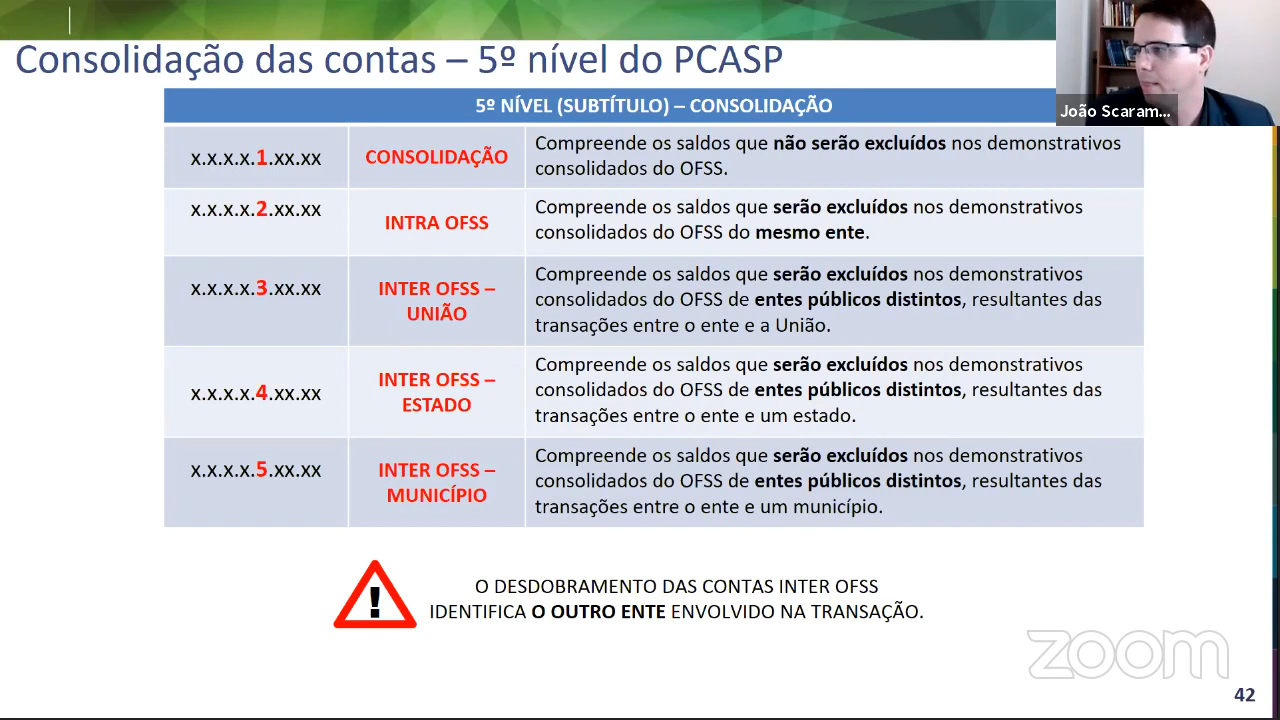 Consolidação das contas – 5º nível do PCASP
João Scaram...
5º NÍVEL (SUBTÍTULO) – CONSOLIDAÇÃO
x.x.x.x.1.xx.xx
CONSOLIDAÇÃO
Compreende os saldos que não serão excluídos nos demonstrativos
consolidados do OFSS.
x.x.x.x.2.xx.xx
INTRA OFSS
Compreende os saldos que serão excluídos nos demonstrativos
consolidados do OFSS do mesmo ente.
x.x.x.x.3.xx.xx
INTER OFSS –
UNIÃO
Compreende os saldos que serão excluídos nos demonstrativos
consolidados do OFSS de entes públicos distintos, resultantes das
transações entre o ente e a União.
x.x.x.x.4.xx.xx
INTER OFSS –
ESTADO
Compreende os saldos que serão excluídos nos demonstrativos
consolidados do OFSS de entes públicos distintos, resultantes das
transações entre o ente e um estado.
x.x.x.x.5.xx.xx
INTER OFSS –
MUNICÍPIO
Compreende os saldos que serão excluídos nos demonstrativos
consolidados do OFSS de entes públicos distintos, resultantes das
transações entre o ente e um município.
!
O DESDOBRAMENTO DAS CONTAS INTER OFSS
IDENTIFICA O OUTRO ENTE ENVOLVIDO NA TRANSAÇÃO.
zoom
42